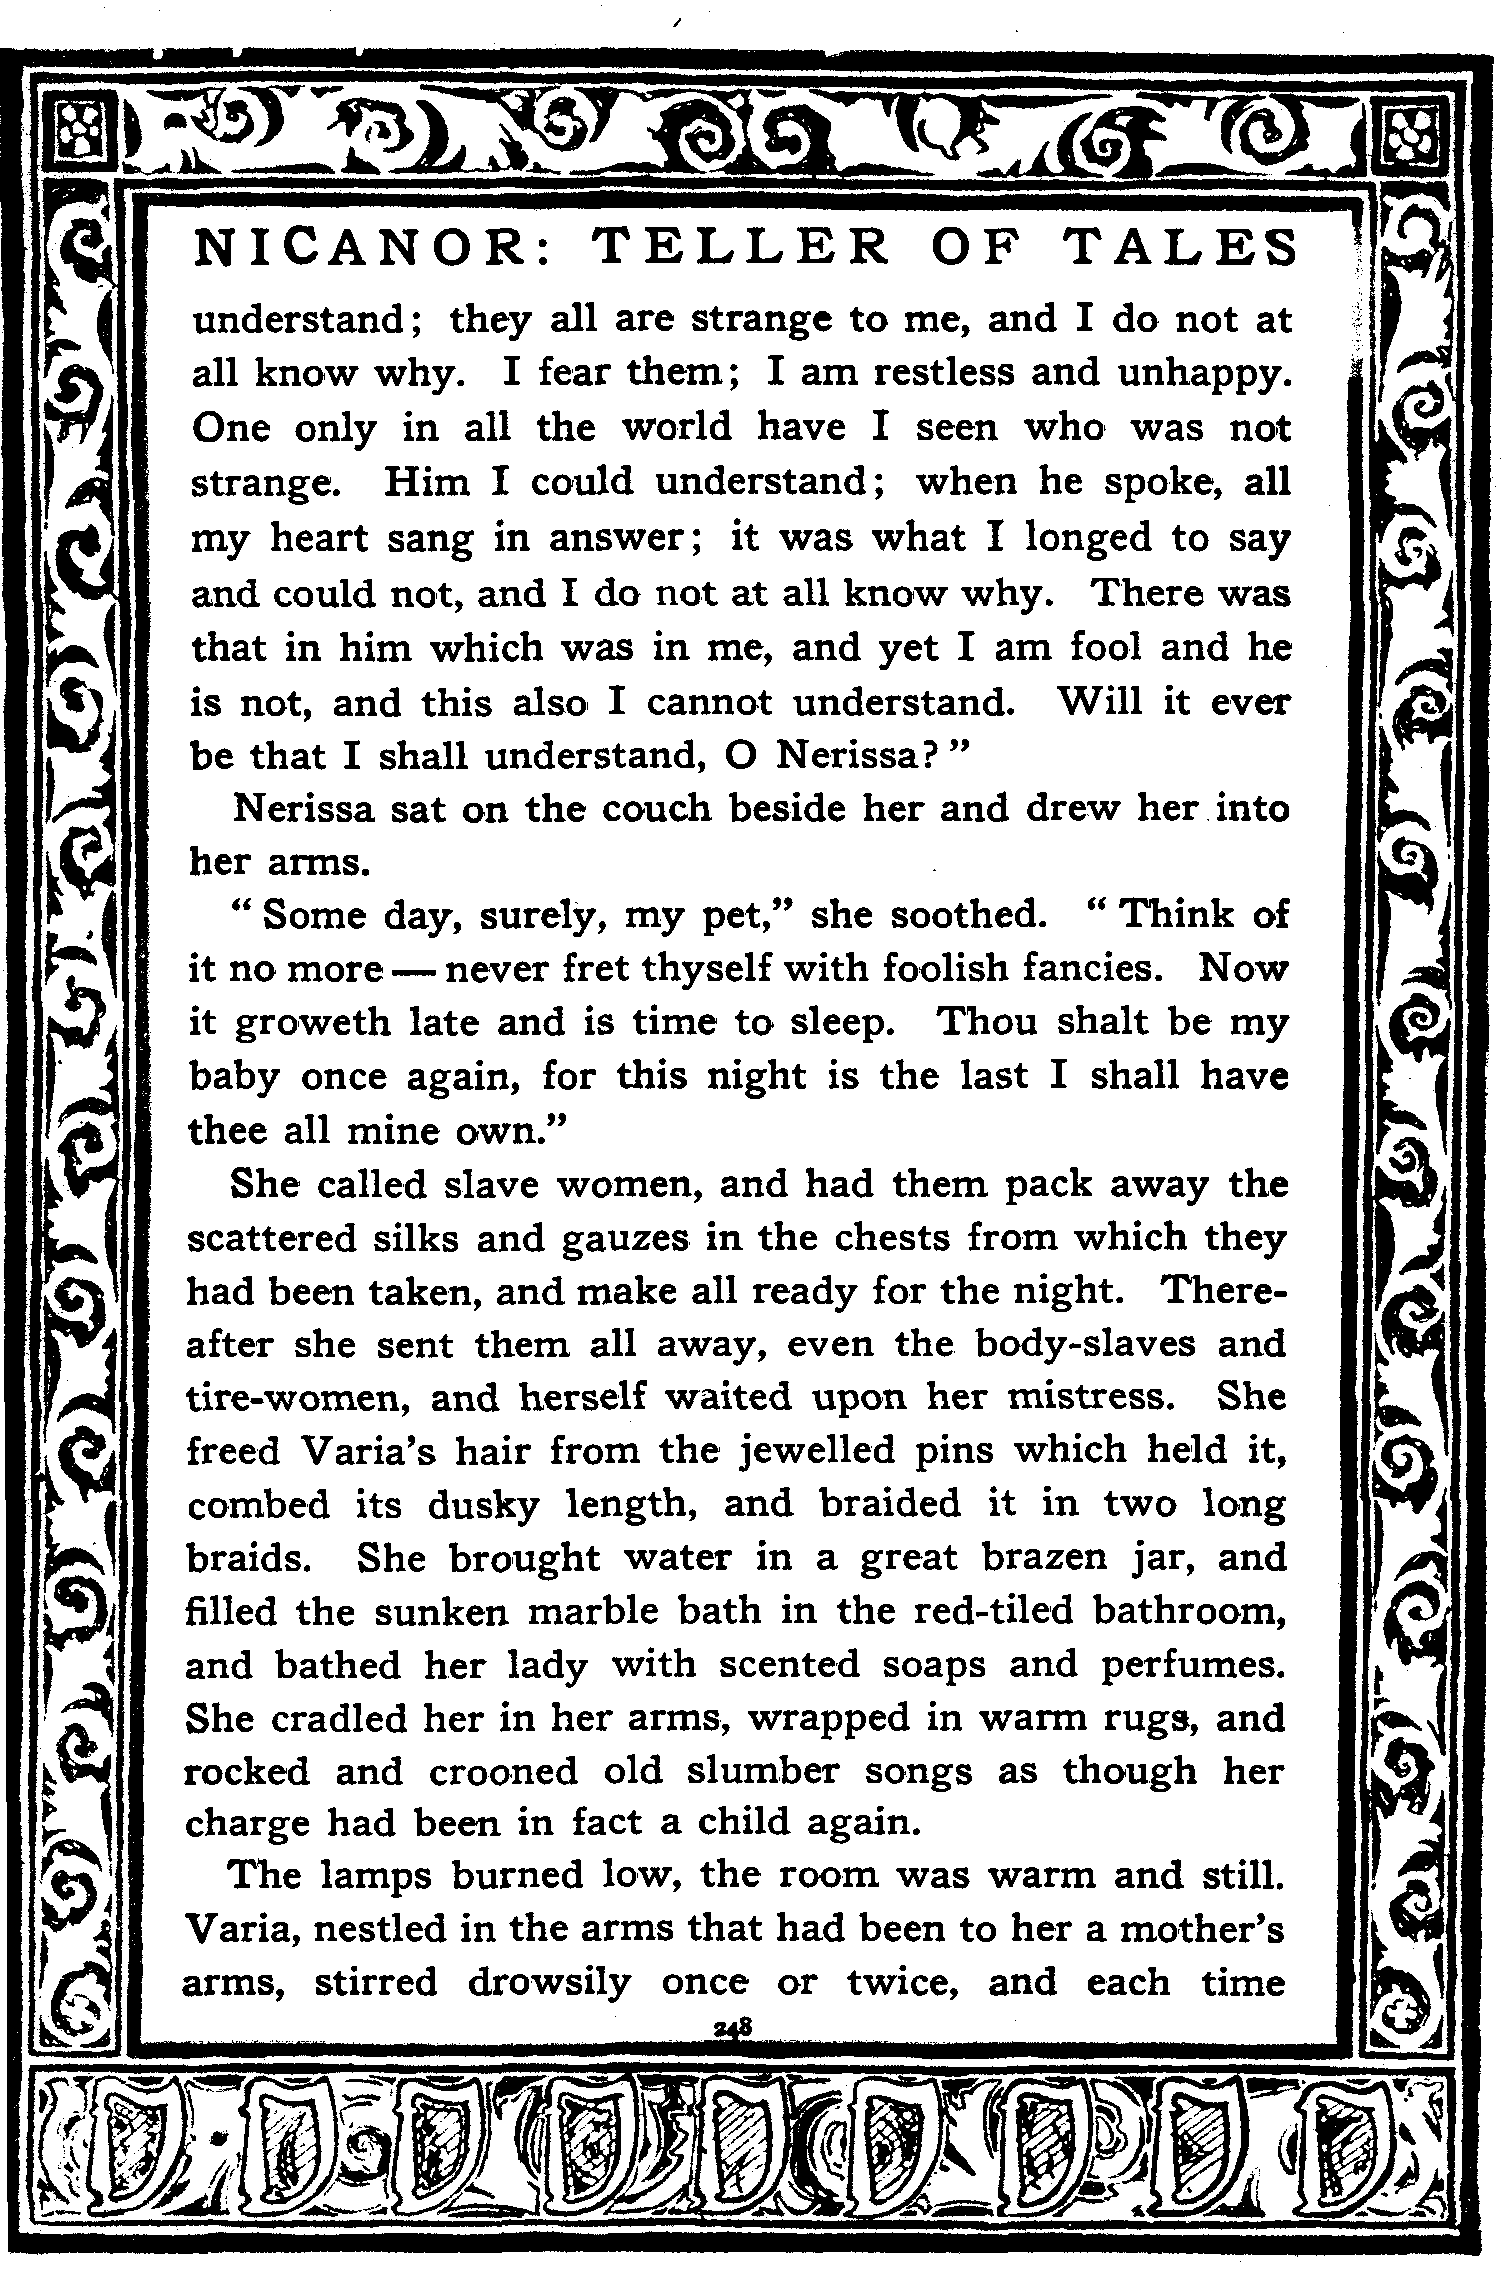 NICANOR: TELLER OF TALES
understand; they all are strange to me, and I do not at
all know why. I fear them; I am restless and unhappy.
One only in all the world have I seen who was not
strange. Him I could understand; when he spoke, all
my heart sang in answer; it was what I longed to say
and could not, and I do not at all know why. There was
that in him which was in me, and yet I am fool and he
is not, and this also I cannot understand. Will it ever
be that I shall understand, O Nerissa?”
Nerissa sat on the couch beside her and drew her into
her arms.
“Some day, surely, my pet,” she soothed. “Think of
it no more — never fret thyself with foolish fancies. Now
it groweth late and is time to sleep. Thou shalt be my
baby once again, for this night is the last I shall have
thee all mine own.”
She called slave women, and had them pack away the
scattered silks and gauzes in the chests from which they
had been taken, and make all ready for the night. There-
after she sent them all away, even the body-slaves and
tire-women, and herself waited upon her mistress. She
freed Varia’s hair from the jewelled pins which held it,
combed its dusky length, and braided it in two long
braids. She brought water in a great brazen jar, and
filled the sunken marble bath in the red-tiled bathroom,
and bathed her lady with scented soaps and perfumes.
She cradled her in her arms, wrapped in warm rugs, and
rocked and crooned old slumber songs as though her
charge had been in fact a child again.
The lamps burned low, the room was warm and still.
Varia, nestled in the arms that had been to her a mother’s
arms, stirred drowsily once or twice, and each time
248